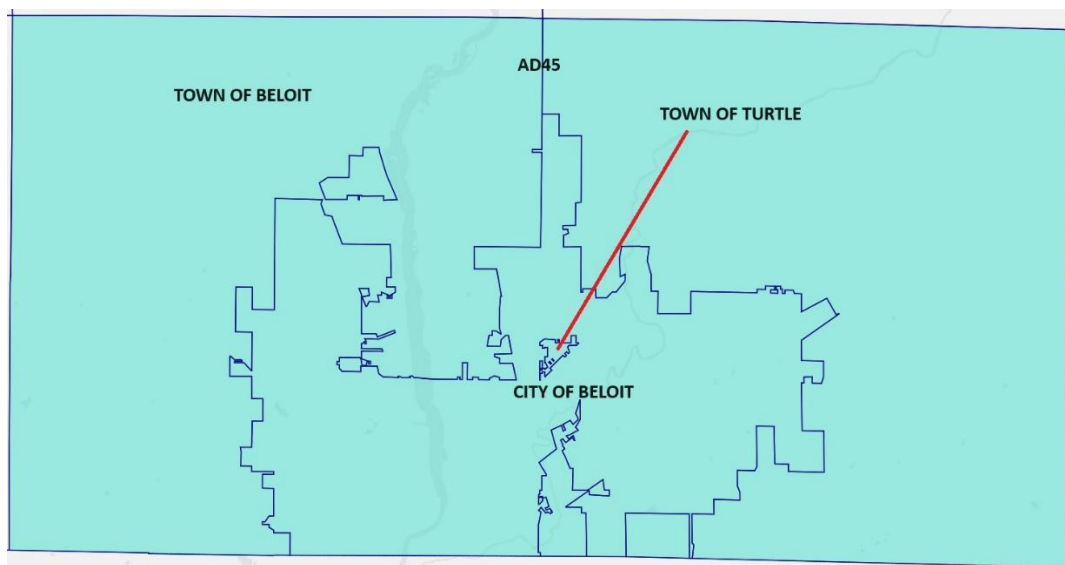 AD45
TOWN OF BELOIT
TOWN OF TURTLE
CITY OF BELOIT